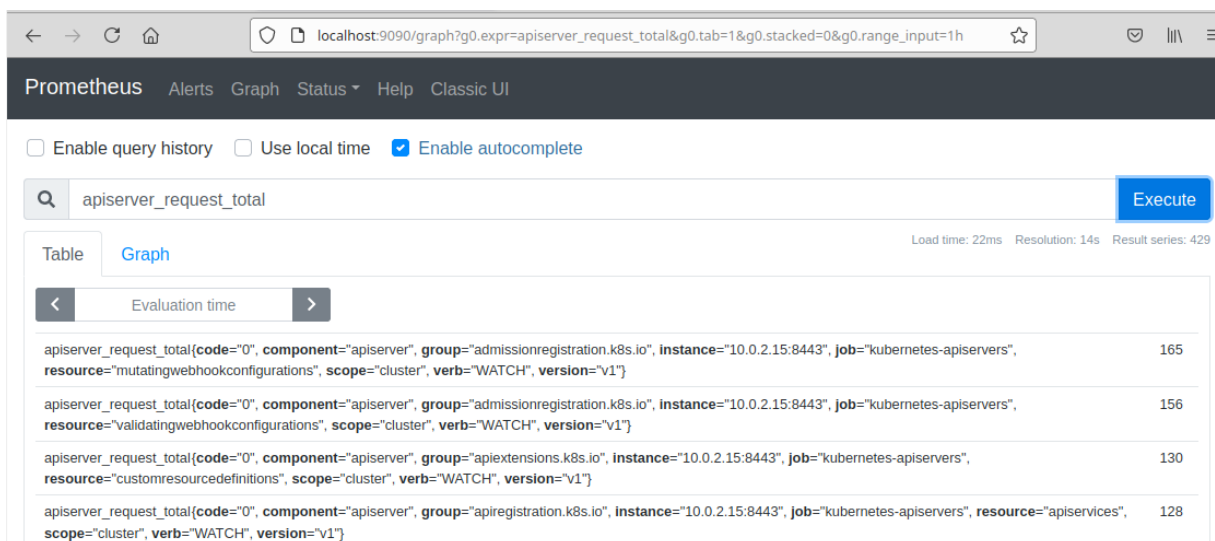 localhost:9090/graph?g0.expr=apiserver_request_total&g0.tab=1&g0.stacked=0&g0.range_input=1h
Prometheus Alerts Graph Status Help Classic UI
Enable query history Use local time Enable autocomplete
apiserver_request_total Execute
Load time: 22ms Resolution: 14s Result series: 429
Table Graph
Evaluation time
apiserver_request_total{code="0", component="apiserver", group="admissionregistration.k8s.io", instance="10.0.2.15:8443", job="kubernetes-apiservers", 165
resource="mutatingwebhookconfigurations", scope="cluster", verb="WATCH", version="v1"}
apiserver_request_total{code="0", component="apiserver", group="admissionregistration.k8s.io", instance="10.0.2.15:8443", job="kubernetes-apiservers", 156
resource="validatingwebhookconfigurations", scope="cluster", verb="WATCH", version="v1"}
apiserver_request_total{code="0", component="apiserver", group="apiextensions.k8s.io", instance="10.0.2.15:8443", job="kubernetes-apiservers", 130
resource="customresourcedefinitions", scope="cluster", verb="WATCH", version="v1"}
apiserver_request_total{code="0", component="apiserver", group="apiregistration.k8s.io", instance="10.0.2.15:8443", job="kubernetes-apiservers", resource="apiservices", 128
scope="cluster", verb="WATCH", version="v1"}